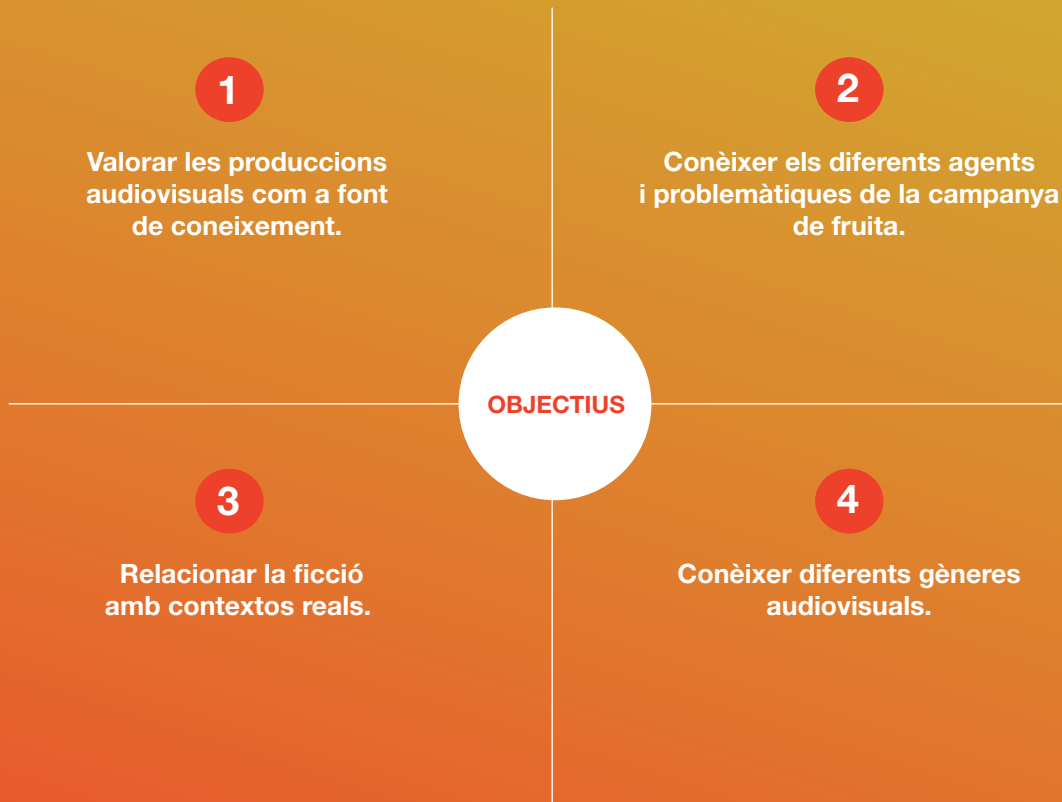 1
Valorar les produccions
audiovisuals com a font
de coneixement.
2
Conèixer els diferents agents
i problemàtiques de la campanya
de fruita.
OBJECTIUS
3
Relacionar la ficció
amb contextos reals.
4
Conèixer diferents gèneres
audiovisuals.